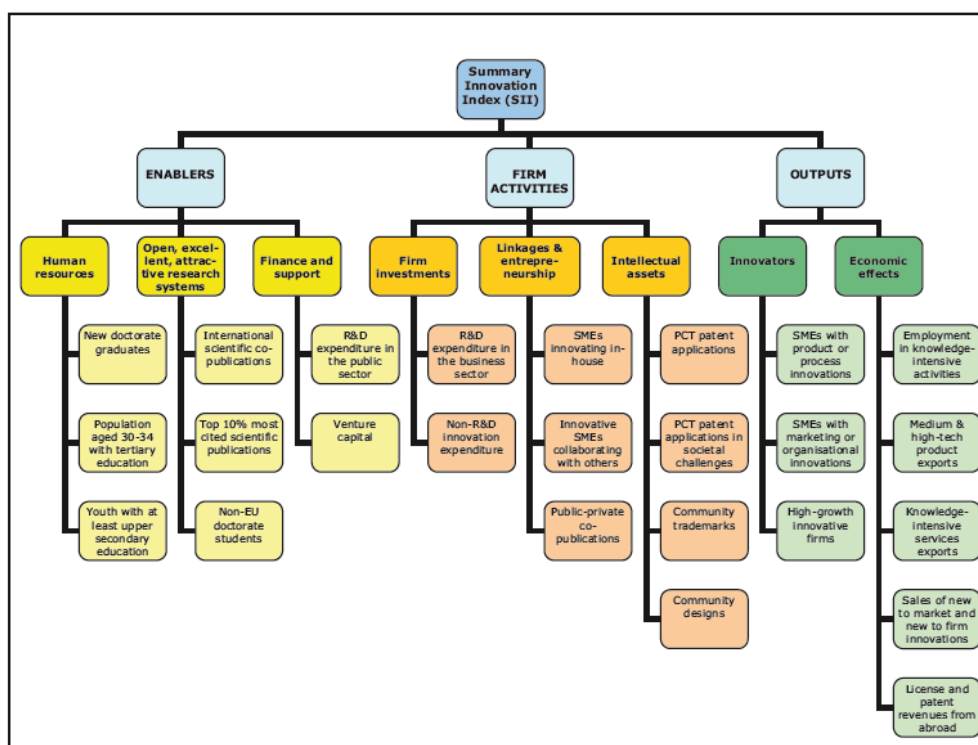 Summary
Innovation
Index (SII)
ENABLERS
FIRM
ACTIVITIES
OUTPUTS
Human
resources
Open, excel-
lent, attrac-
tive research
systems
Finance and
support
Firm
investments
Linkages &
entrepre-
neurship
Intellectual
assets
Innovators
Economic
effects
New doctorate
graduates
International
scientific co-
publications
R&D
expenditure in
the public
sector
R&D
expenditure in
the business
sector
SMEs
innovating in-
house
PCT patent
applications
SMEs with
product or
process
innovations
Employment
in knowledge-
intensive
activities
Population
aged 30-34
with tertiary
education
Top 10% most
cited scientific
publications
Venture
capital
Non-R&D
innovation
expenditure
Innovative
SMEs
collaborating
with others
PCT patent
applications in
societal
challenges
SMEs with
marketing or
organisational
innovations
Medium &
high-tech
product
exports
Youth with at
least upper
secondary
education
Non-EU
doctorate
students
Public-private
co-
publications
Community
trademarks
High-growth
innovative
firms
Knowledge-
intensive
services
exports
Community
designs
Sales of new
to market and
new to firm
innovations
License and
patent
revenues from
abroad